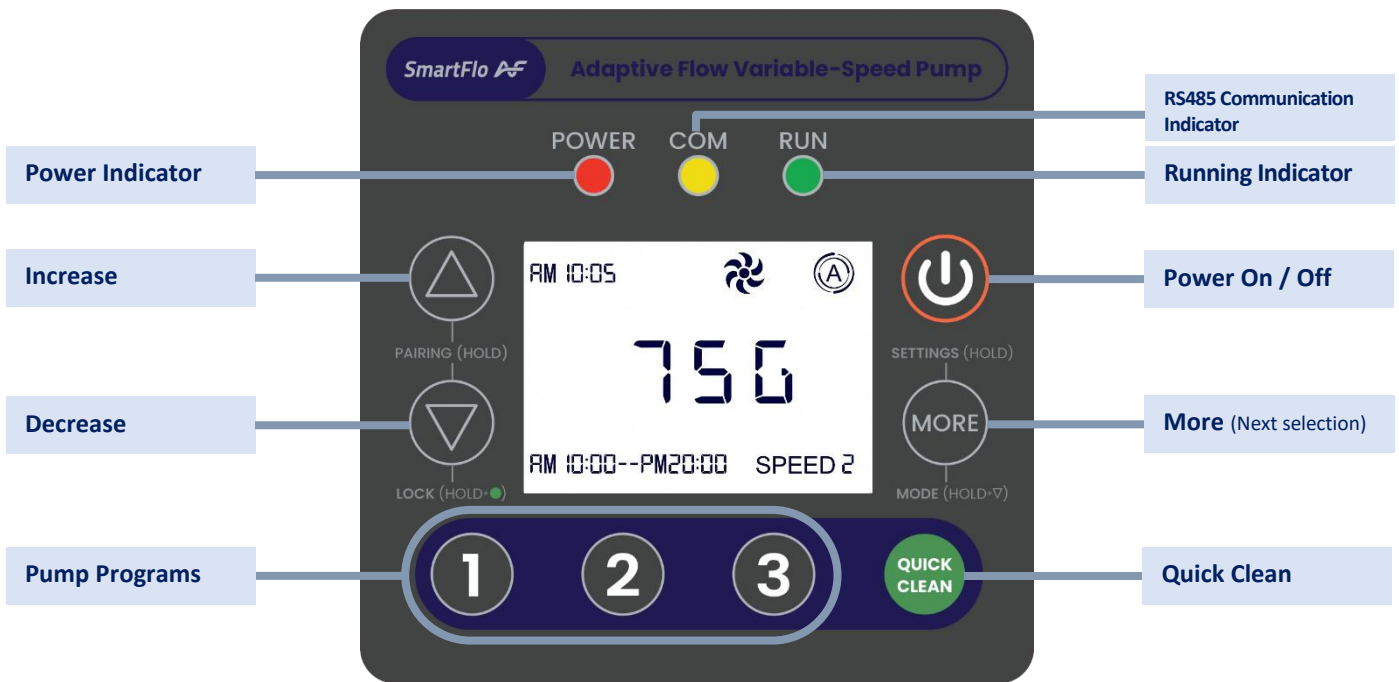 SmartFlo AF Adaptive Flow Variable-Speed Pump
RS485 Communication
Indicator
POWER COM RUN
Power Indicator
Running Indicator
Increase
AM 10:05 A
Power On / Off
75G
PAIRING (HOLD)
SETTINGS (HOLD)
Decrease
MORE
More (Next selection)
AM 10:00--PM20:00 SPEED 2
LOCK (HOLD+●)
MODE (HOLD+▽)
Pump Programs
1 2 3
QUICK
CLEAN
Quick Clean